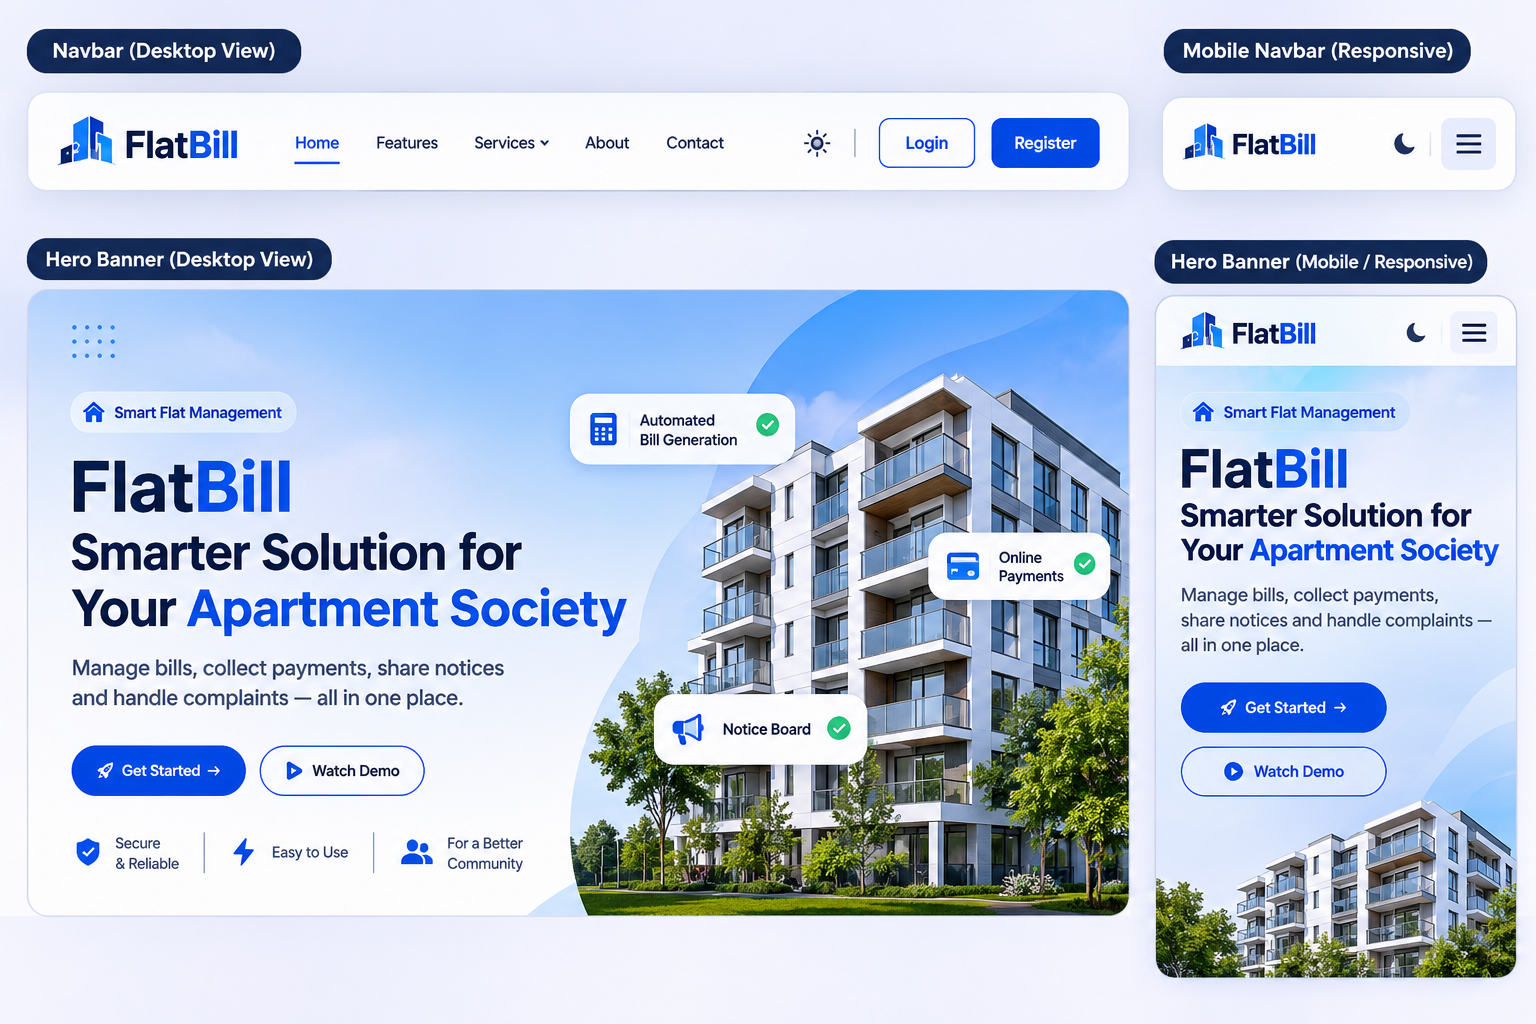 Navbar (Desktop View)
FlatBill
Home
Features
Services
About
Contact
Login
Register
Mobile Navbar (Responsive)
FlatBill
Hero Banner (Desktop View)
Smart Flat Management
FlatBill
Smarter Solution for
Your Apartment Society
Manage bills, collect payments, share notices
and handle complaints — all in one place.
Get Started →
Watch Demo
Secure
& Reliable
Easy to Use
For a Better
Community
Automated
Bill Generation
Online
Payments
Notice Board
Hero Banner (Mobile / Responsive)
FlatBill
Smart Flat Management
FlatBill
Smarter Solution for
Your Apartment Society
Manage bills, collect payments,
share notices and handle complaints —
all in one place.
Get Started →
Watch Demo